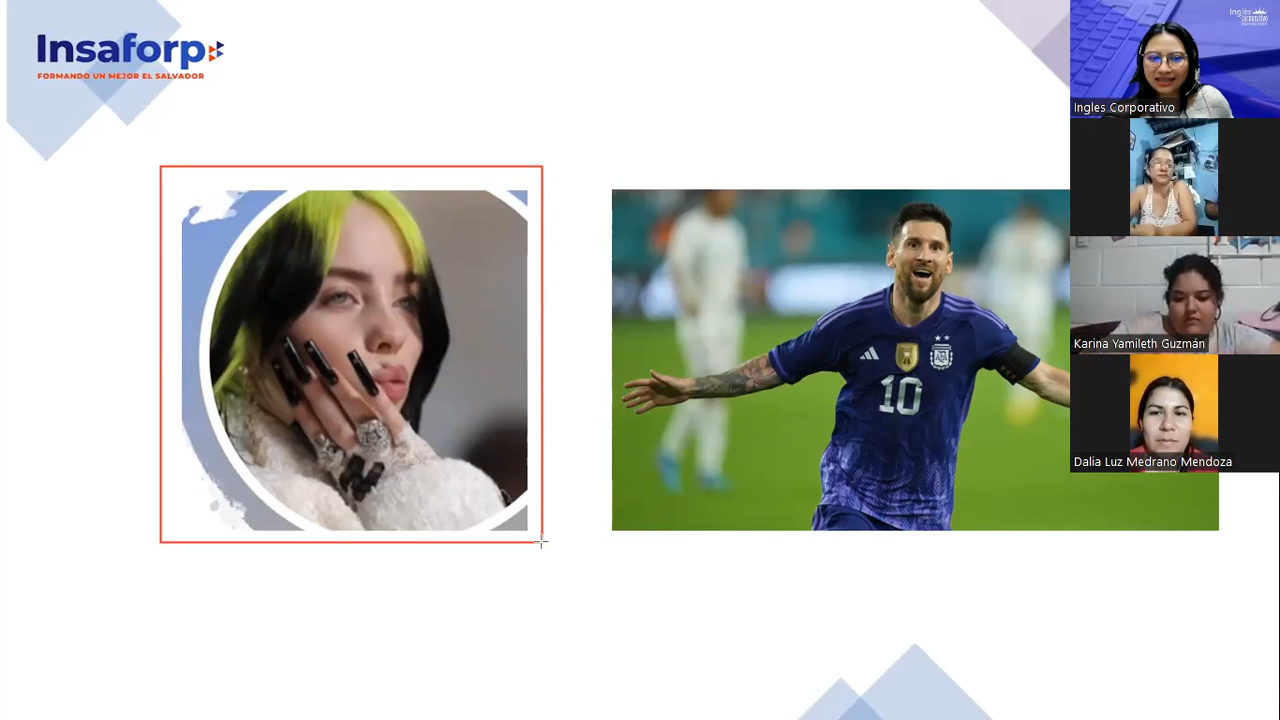 Insaforp
FORMANDO UN MEJOR EL SALVADOR
10
Ingles Corporativo
Karina Yamileth Guzmán
Dalia Luz Medrano Mendoza